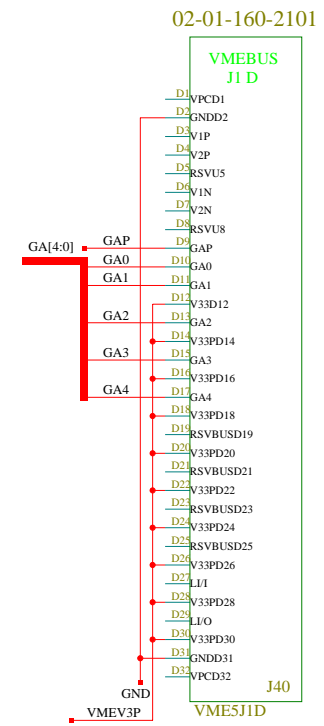 02-01-160-2101
VMEBUS
J1 D
D1 VPCD1
D2 GNDD2
D3 V1P
D4 V2P
D5 RSVU5
D6 V1N
D7 V2N
D8 RSVU8
GAP D9 GAP
GA[4:0] GA0 D10 GA0
GA1 D11 GA1
D12 V33D12
GA2 D13 GA2
D14 V33PD14
GA3 D15 GA3
D16 V33PD16
GA4 D17 GA4
D18 V33PD18
D19 RSVBUSD19
D20 V33PD20
D21 RSVBUSD21
D22 V33PD22
D23 RSVBUSD23
D24 V33PD24
D25 RSVBUSD25
D26 V33PD26
D27 LI/I
D28 V33PD28
D29 LI/O
D30 V33PD30
D31 GNDD31
D32 VPCD32
J40
GND
VME5J1D
VMEV3P